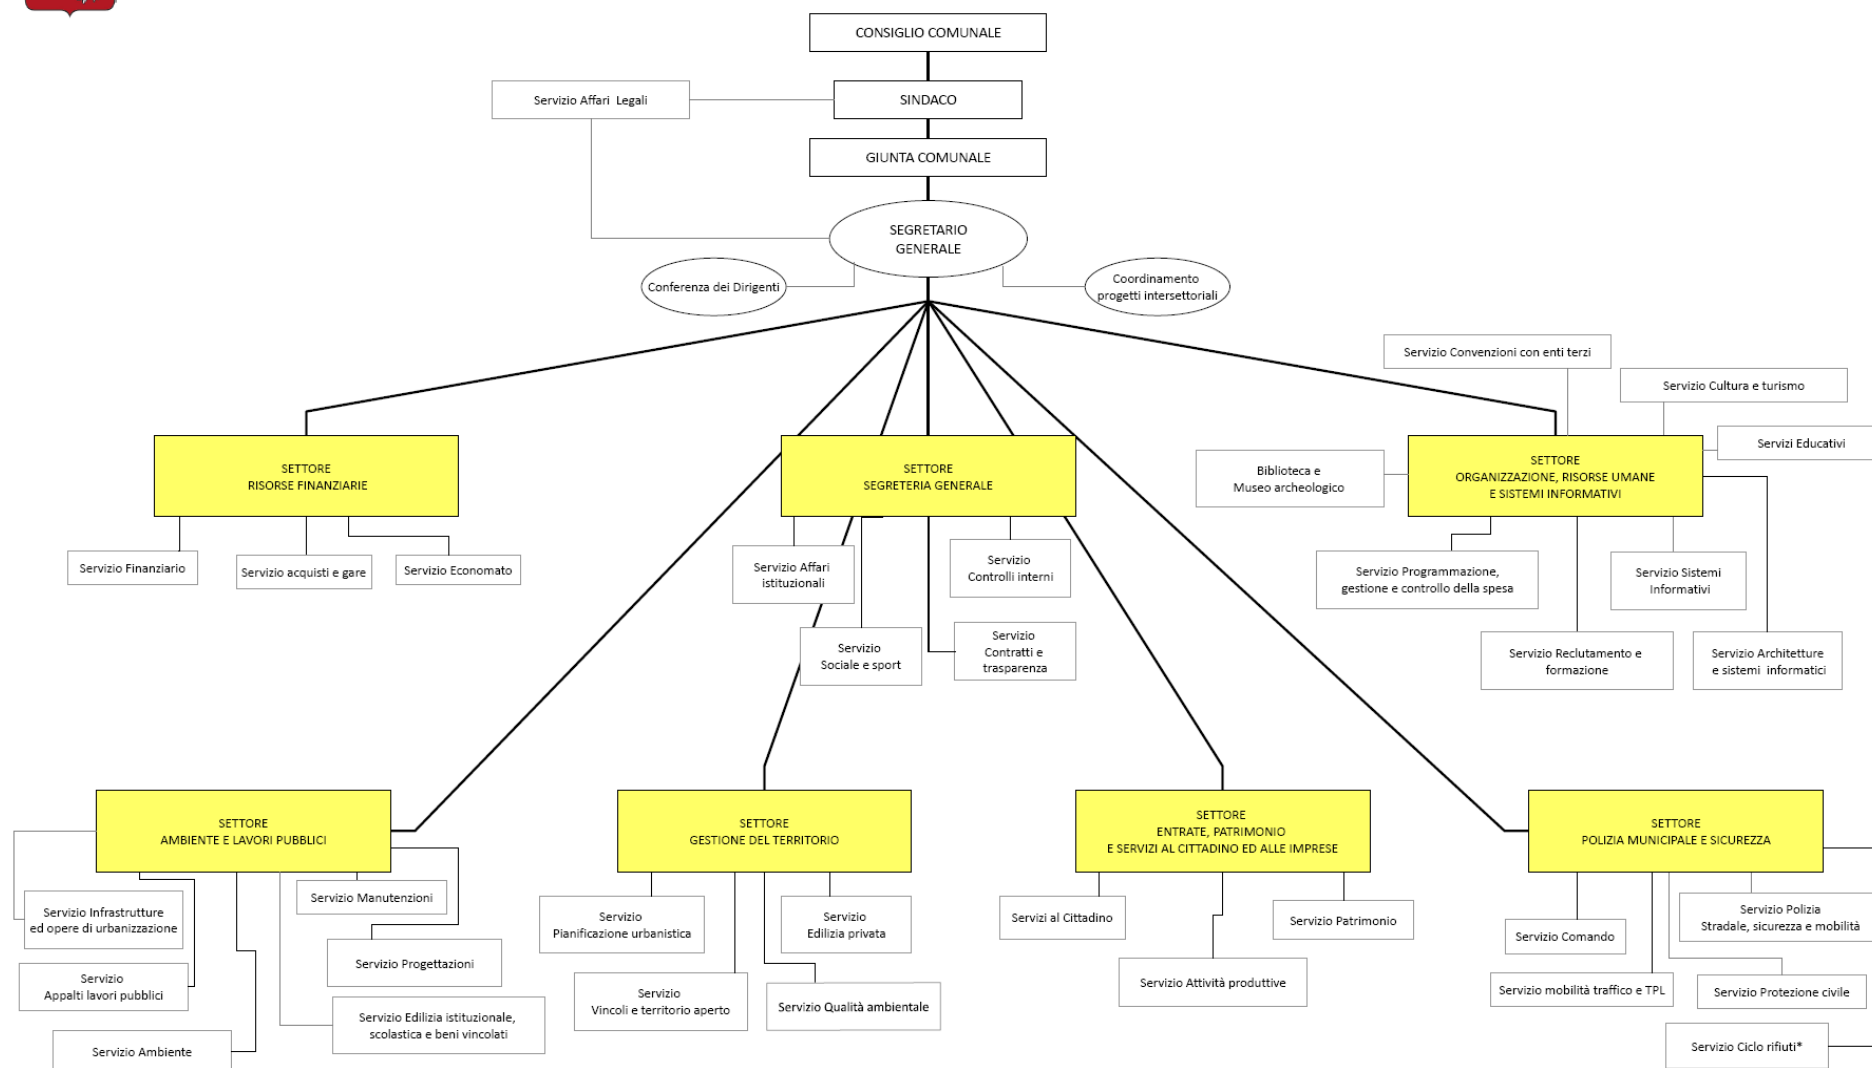 CONSIGLIO COMUNALE
Servizio Affari Legali
SINDACO
GIUNTA COMUNALE
SEGRETARIO
GENERALE
Conferenza dei Dirigenti
Coordinamento
progetti intersettoriali
Servizio Convenzioni con enti terzi
Servizio Cultura e turismo
Servizi Educativi
SETTORE
RISORSE FINANZIARIE
SETTORE
SEGRETERIA GENERALE
Biblioteca e
Museo archeologico
SETTORE
ORGANIZZAZIONE, RISORSE UMANE
E SISTEMI INFORMATIVI
Servizio Finanziario
Servizio acquisti e gare
Servizio Economato
Servizio Affari
istituzionali
Servizio
Controlli interni
Servizio
Sociale e sport
Servizio
Contratti e
trasparenza
Servizio Programmazione,
gestione e controllo della spesa
Servizio Sistemi
Informativi
Servizio Reclutamento e
formazione
Servizio Architetture
e sistemi informatici
SETTORE
AMBIENTE E LAVORI PUBBLICI
SETTORE
GESTIONE DEL TERRITORIO
SETTORE
ENTRATE, PATRIMONIO
E SERVIZI AL CITTADINO ED ALLE IMPRESE
SETTORE
POLIZIA MUNICIPALE E SICUREZZA
Servizio Infrastrutture
ed opere di urbanizzazione
Servizio Manutenzioni
Servizio Progettazioni
Servizio
Appalti lavori pubblici
Servizio Edilizia istituzionale,
scolastica e beni vincolati
Servizio Ambiente
Servizio
Pianificazione urbanistica
Servizio
Edilizia privata
Servizio
Vincoli e territorio aperto
Servizio Qualità ambientale
Servizi al Cittadino
Servizio Patrimonio
Servizio Attività produttive
Servizio Comando
Servizio Polizia
Stradale, sicurezza e mobilità
Servizio mobilità traffico e TPL
Servizio Protezione civile
Servizio Ciclo rifiuti*